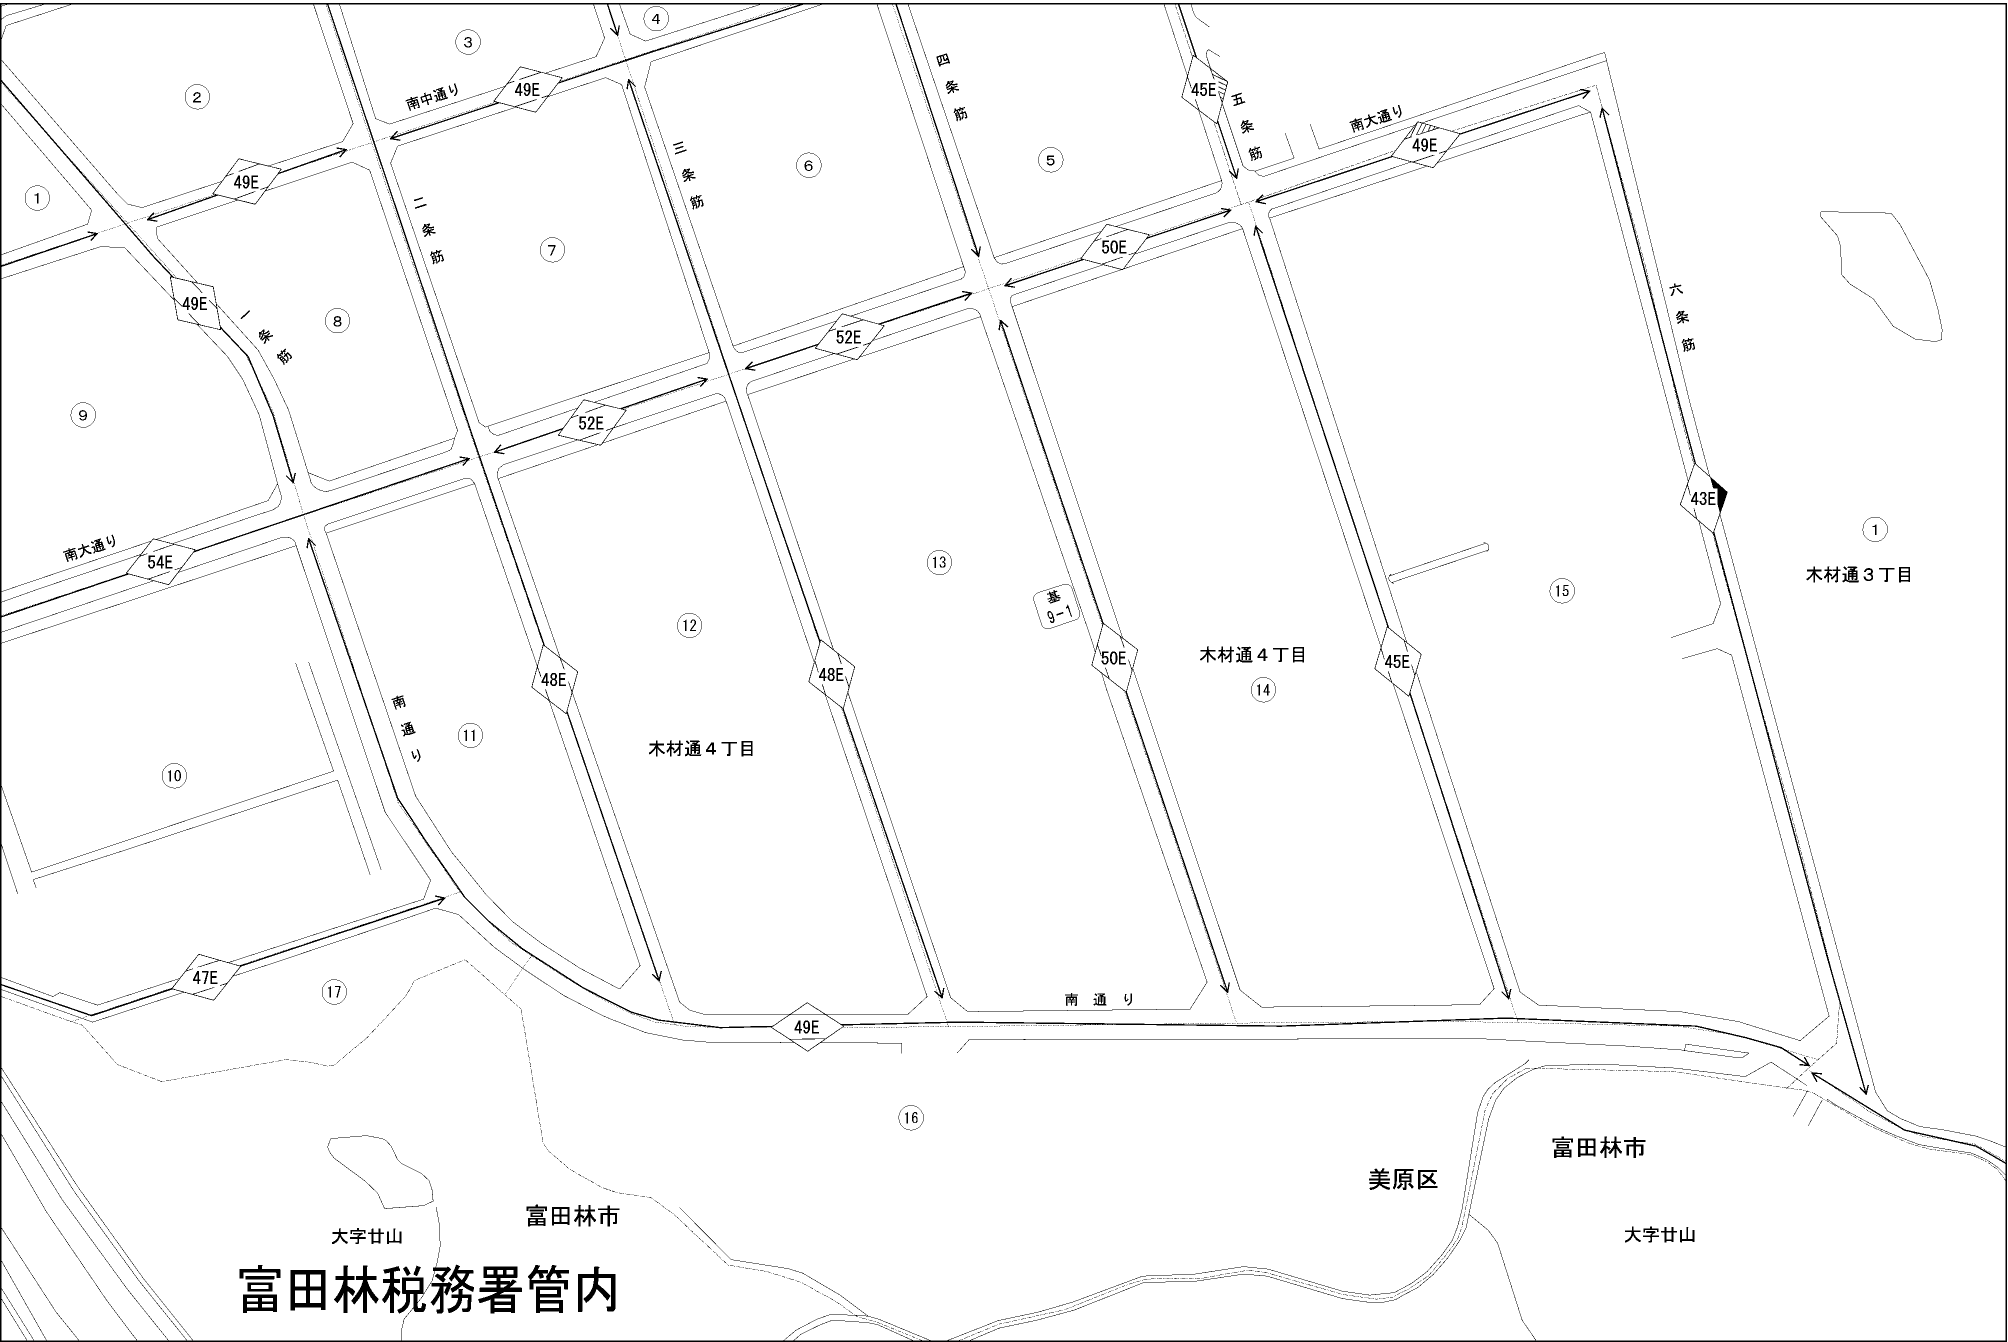 ④
③
四条筋
②
49E
南中通り
45E
五条筋
南大通り
49E
三条筋
⑥
⑤
49E
①
二条筋
⑦
50E
49E
一条筋
⑧
六条筋
52E
⑨
52E
南大通り
54E
43E
①
木材通3丁目
⑬
基
9-1
⑮
⑫
48E
48E
50E
木材通4丁目
⑭
45E
南通り
⑪
木材通4丁目
⑩
47E
⑰
南通り
49E
⑯
富田林市
美原区
富田林市
大字廿山
大字廿山
富田林税務署管内